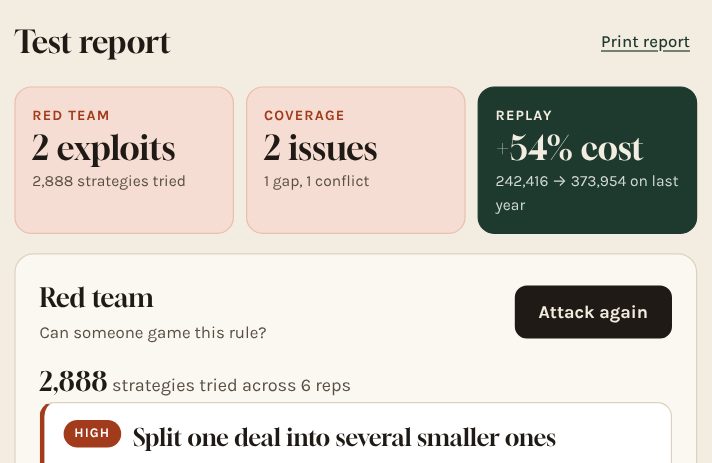 Test report
Print report
RED TEAM
2 exploits
2,888 strategies tried
COVERAGE
2 issues
1 gap, 1 conflict
REPLAY
+54% cost
242,416 → 373,954 on last
year
Red team
Can someone game this rule?
Attack again
2,888 strategies tried across 6 reps
HIGH
Split one deal into several smaller ones